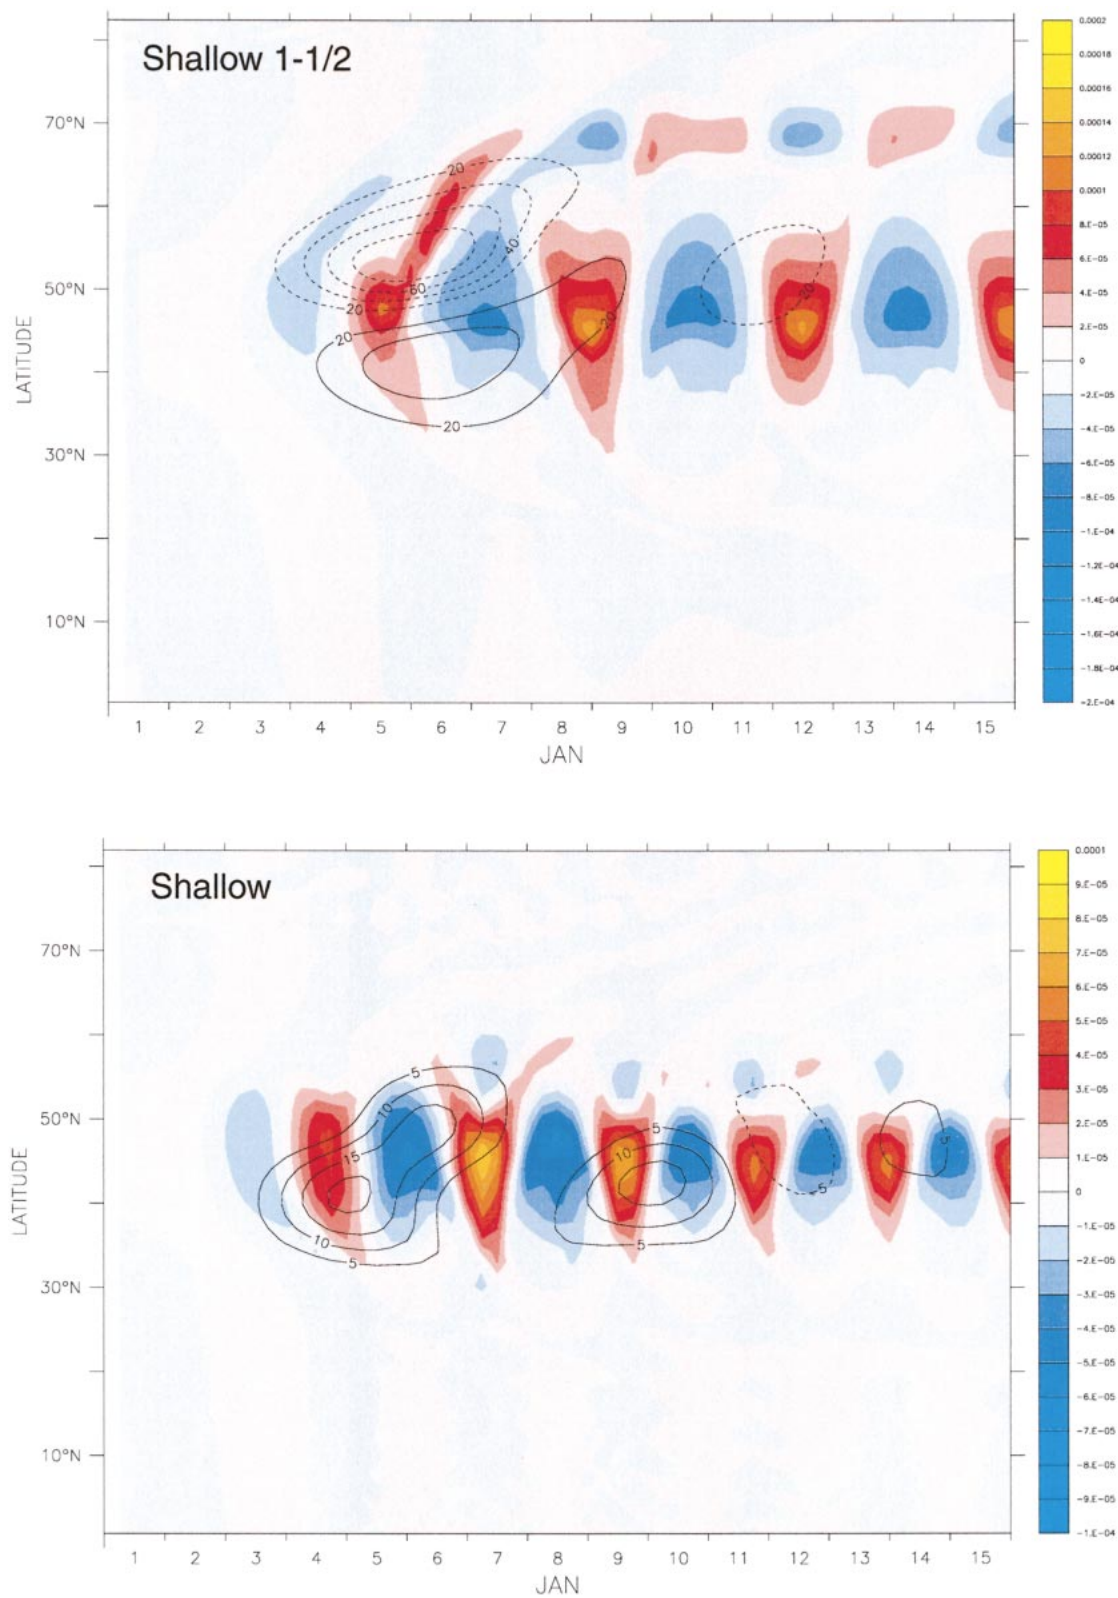 Shallow 1-1/2
70°N
50°N
30°N
10°N
LATITUDE
20
40
60
20
20
20
20
20
1 2 3 4 5 6 7 8 9 10 11 12 13 14 15
JAN
0.0002
0.00018
0.00016
0.00014
0.00012
0.0001
8.E-05
6.E-05
4.E-05
2.E-05
0
-2.E-05
-4.E-05
-6.E-05
-8.E-05
-1.E-04
-1.2E-04
-1.4E-04
-1.6E-04
-1.8E-04
-2.E-04
Shallow
70°N
50°N
30°N
10°N
LATITUDE
5
10
15
10
5
5
10
5
5
5
1 2 3 4 5 6 7 8 9 10 11 12 13 14 15
JAN
0.0001
9.E-05
8.E-05
7.E-05
6.E-05
5.E-05
4.E-05
3.E-05
2.E-05
1.E-05
0
-1.E-05
-2.E-05
-3.E-05
-4.E-05
-5.E-05
-6.E-05
-7.E-05
-8.E-05
-9.E-05
-1.E-04